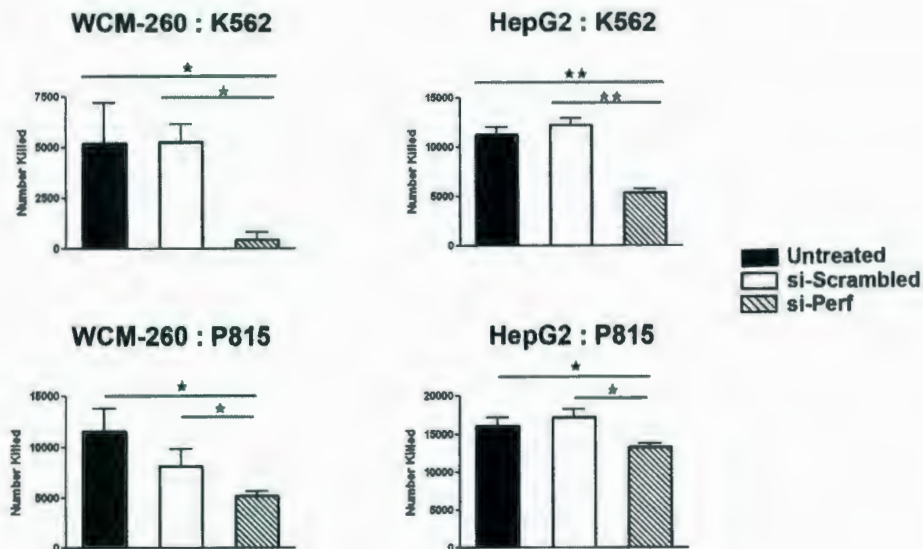 WCM-260 : K562
★
★
Number Killed
7500
5000
2500
0
HepG2 : K562
★★
★★
Number Killed
15000
10000
5000
0
Untreated
si-Scrambled
si-Perf
WCM-260 : P815
★
★
Number Killed
15000
10000
5000
0
HepG2 : P815
★
★
Number Killed
20000
15000
10000
5000
0